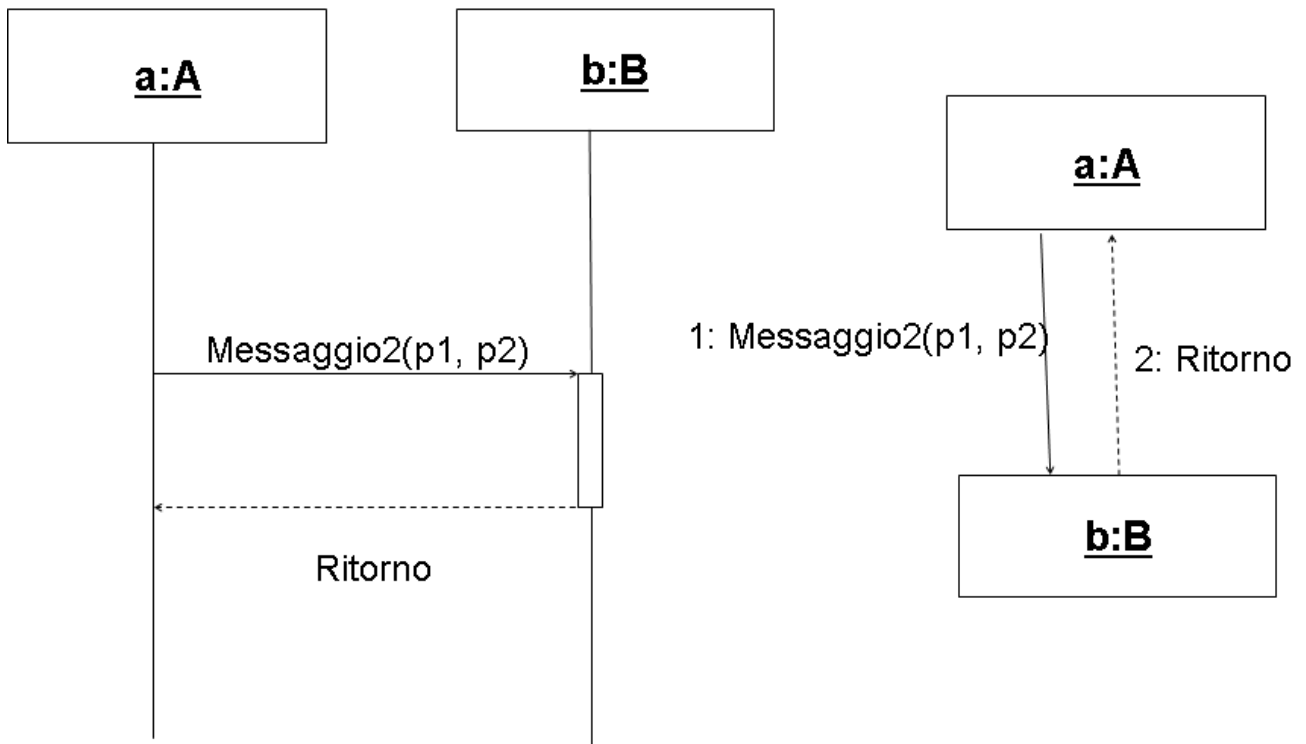 a:A
b:B
Messaggio2(p1, p2)
Ritorno
a:A
1: Messaggio2(p1, p2)
2: Ritorno
b:B